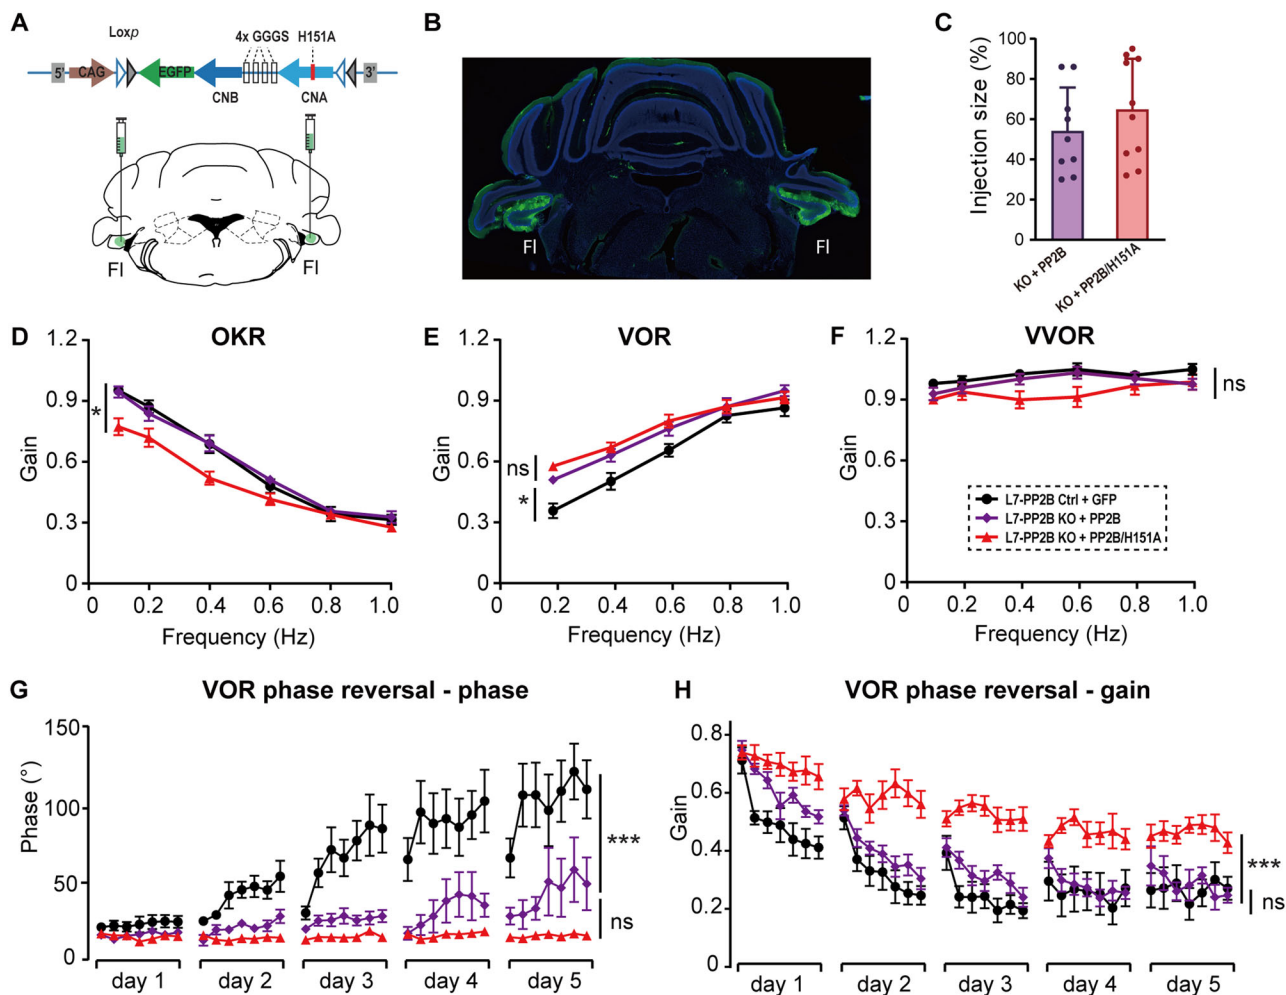 A
Loxp
4x GGGS
H151A
5'
CAG
EGFP
3'
CNB
CNA
Fl
Fl
B
Fl
Fl
C
Injection size (%)
100
80
60
40
20
0
KO + PP2B
KO + PP2B/H151A
D
OKR
Gain
1.2
0.9
0.6
0.3
0
*
0
0.2
0.4
0.6
0.8
1.0
Frequency (Hz)
E
VOR
Gain
1.2
0.9
0.6
0.3
0
ns
*
0
0.2
0.4
0.6
0.8
1.0
Frequency (Hz)
F
VVOR
Gain
1.2
0.9
0.6
0.3
0
ns
L7-PP2B Ctrl + GFP
L7-PP2B KO + PP2B
L7-PP2B KO + PP2B/H151A
0
0.2
0.4
0.6
0.8
1.0
Frequency (Hz)
G
VOR phase reversal - phase
Phase (°)
150
100
50
0
***
ns
day 1
day 2
day 3
day 4
day 5
H
VOR phase reversal - gain
Gain
0.8
0.6
0.4
0.2
0
***
ns
day 1
day 2
day 3
day 4
day 5